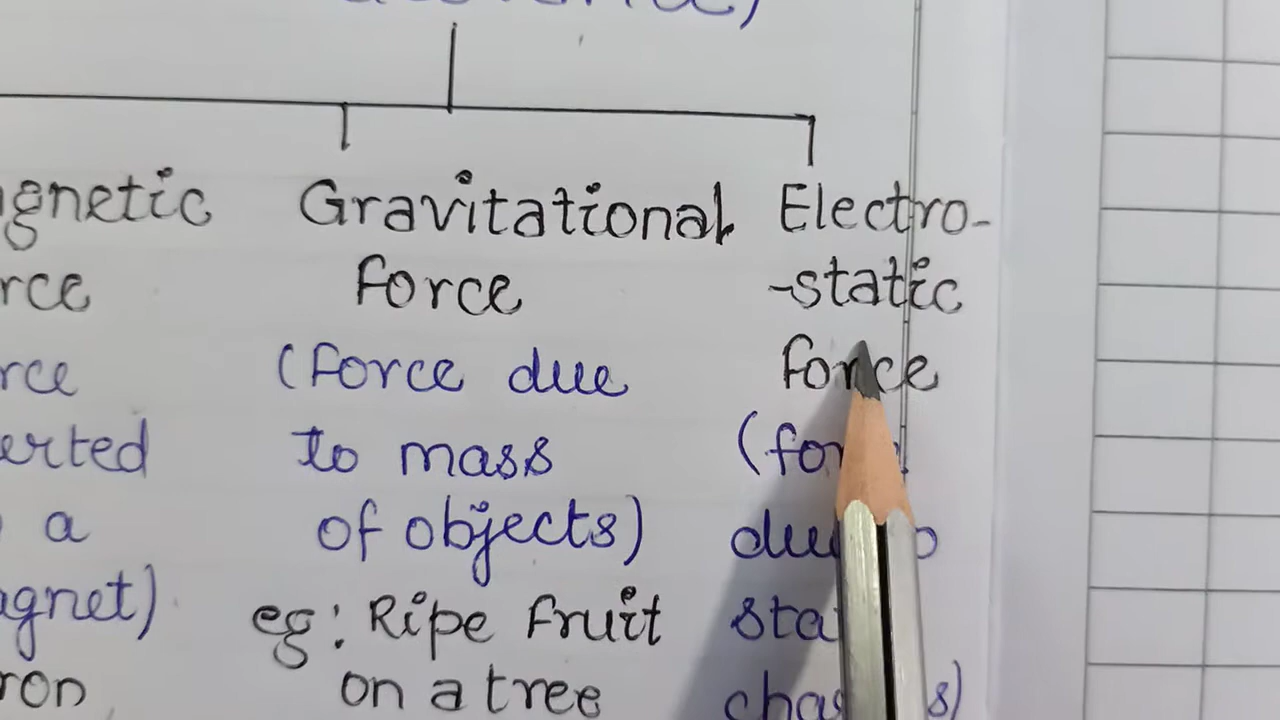 gnetic
rce
rce
erted
a
agnet)
ron
Gravitational
Force
(Force due
to mass
of objects)
eg: Ripe Fruit
on a tree
Electro-
-static
force